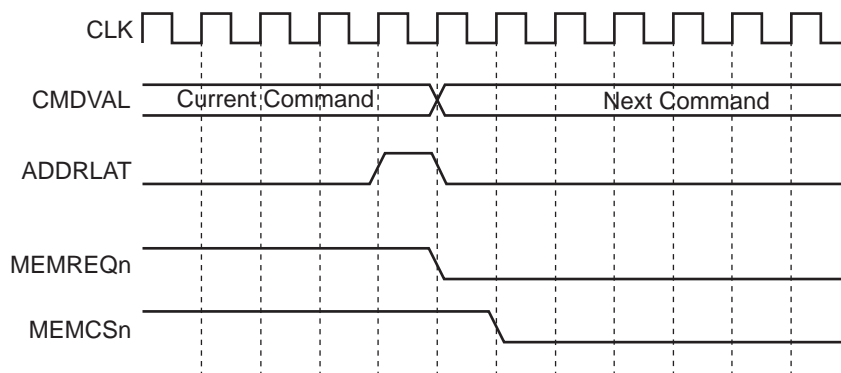 CLK
CMDVAL
Current Command
Next Command
ADDRLAT
MEMREQn
MEMCSn